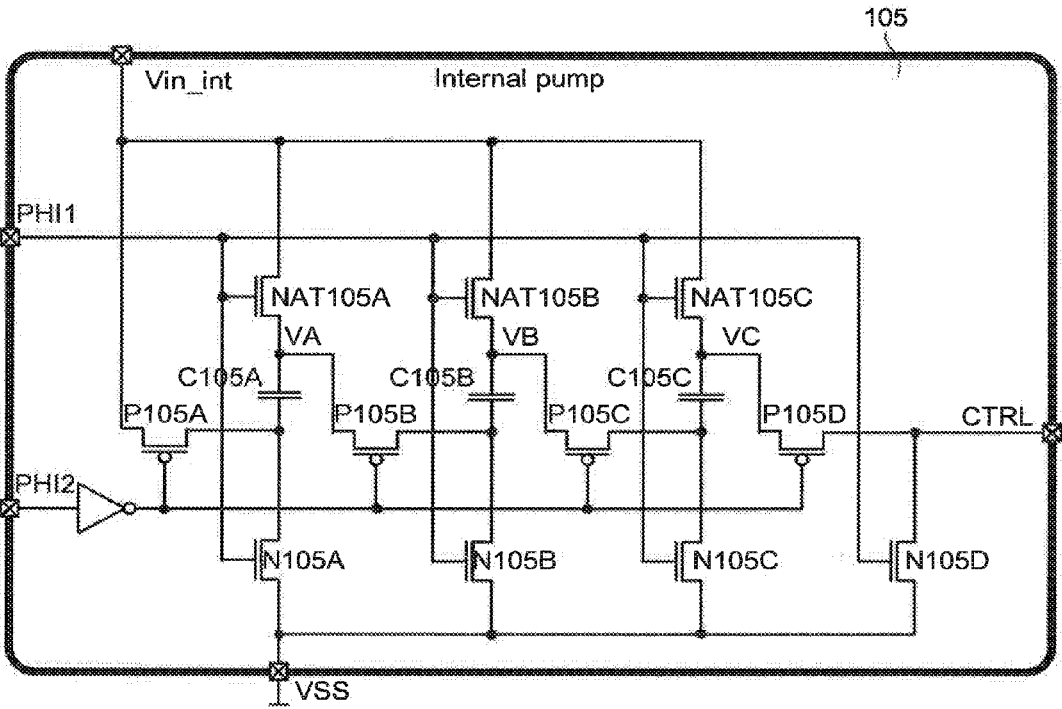 105
Vin_int
Internal pump
PHI1
NAT105A
NAT105B
NAT105C
VA
VB
VC
C105A
C105B
C105C
P105A
P105B
P105C
P105D
CTRL
PHI2
N105A
N105B
N105C
N105D
VSS